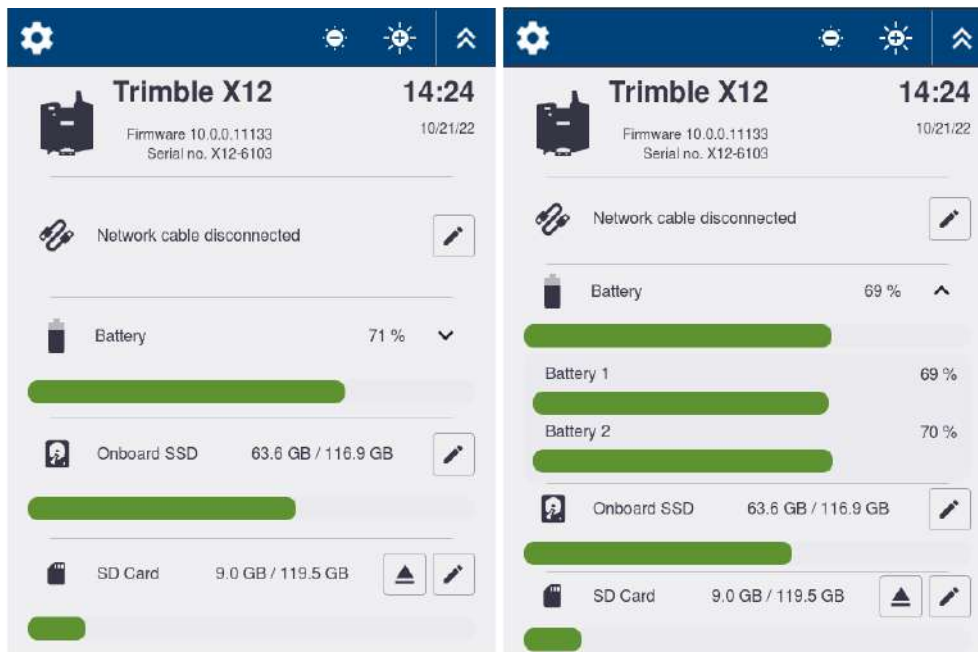 Trimble X12
14:24
Firmware 10.0.0.11133
10/21/22
Serial no. X12-6103
Network cable disconnected
Battery 71 %
Onboard SSD 63.6 GB / 116.9 GB
SD Card 9.0 GB / 119.5 GB
Trimble X12
14:24
Firmware 10.0.0.11133
10/21/22
Serial no. X12-6103
Network cable disconnected
Battery 69 %
Battery 1 69 %
Battery 2 70 %
Onboard SSD 63.6 GB / 116.9 GB
SD Card 9.0 GB / 119.5 GB